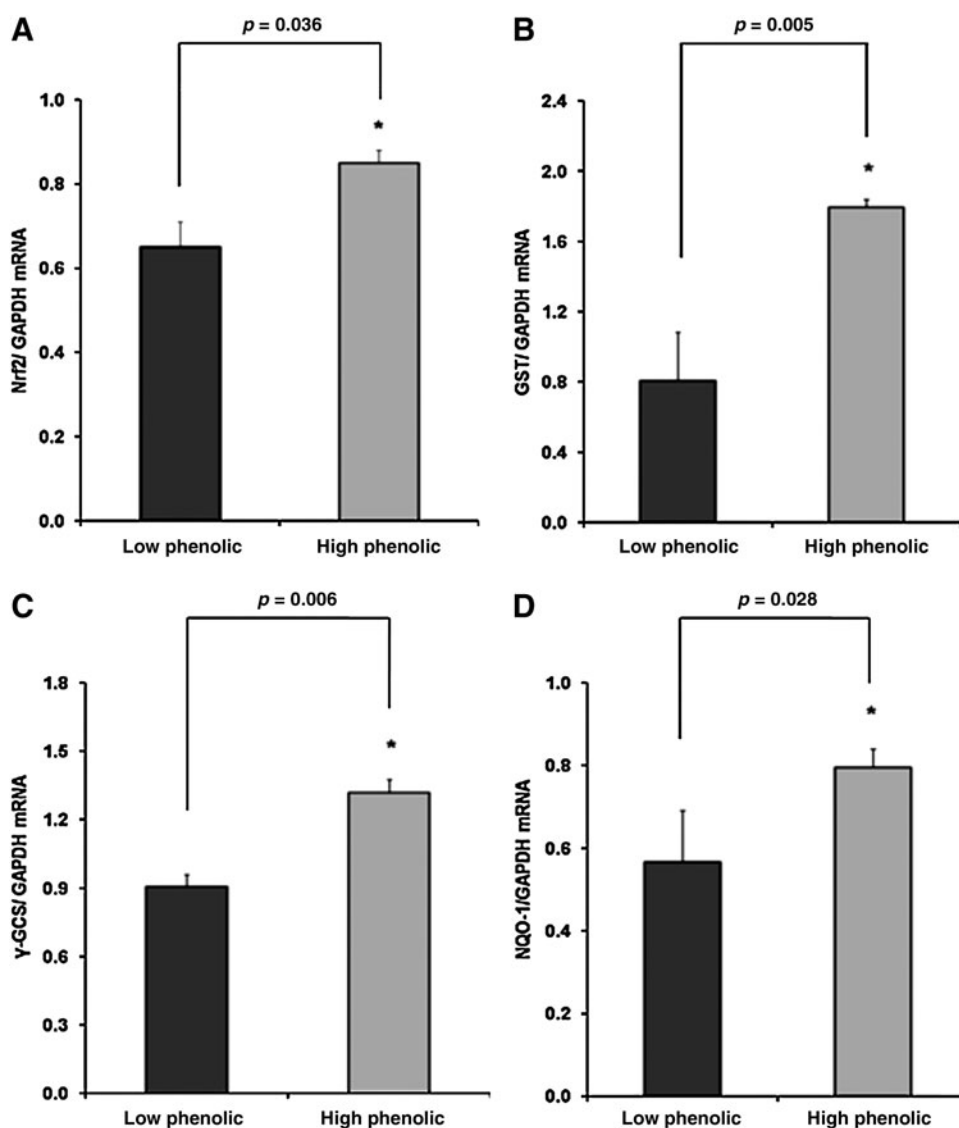 A
p = 0.036
Nrf2/ GAPDH mRNA
1.0
*
0.8
0.6
0.4
0.2
0.0
Low phenolic
High phenolic
B
p = 0.005
GST/ GAPDH mRNA
2.4
2.0
*
1.6
1.2
0.8
0.4
0.0
Low phenolic
High phenolic
C
p = 0.006
γ-GCS/ GAPDH mRNA
1.8
1.5
*
1.2
0.9
0.6
0.3
0.0
Low phenolic
High phenolic
D
p = 0.028
NQO-1/GAPDH mRNA
1.0
*
0.8
0.6
0.4
0.2
0.0
Low phenolic
High phenolic